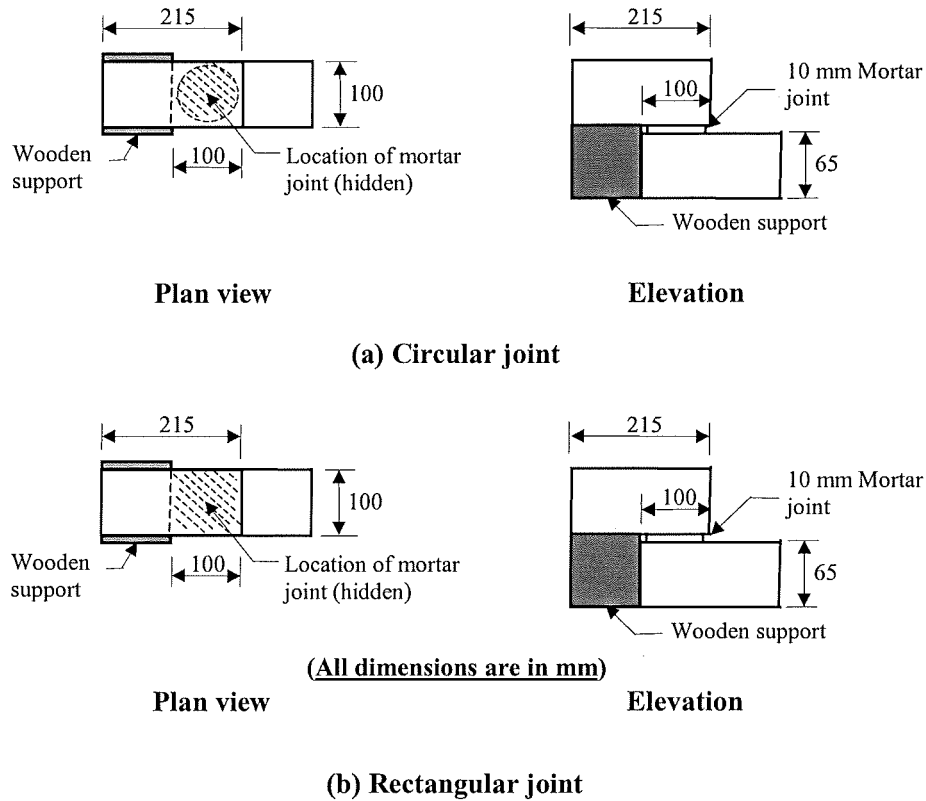 215
100
Wooden
support
100
Location of mortar
joint (hidden)
Plan view
215
100
10 mm Mortar
joint
65
Wooden support
Elevation
(a) Circular joint
215
100
Wooden
support
100
Location of mortar
joint (hidden)
215
100
10 mm Mortar
joint
65
Wooden support
(All dimensions are in mm)
Plan view
Elevation
(b) Rectangular joint